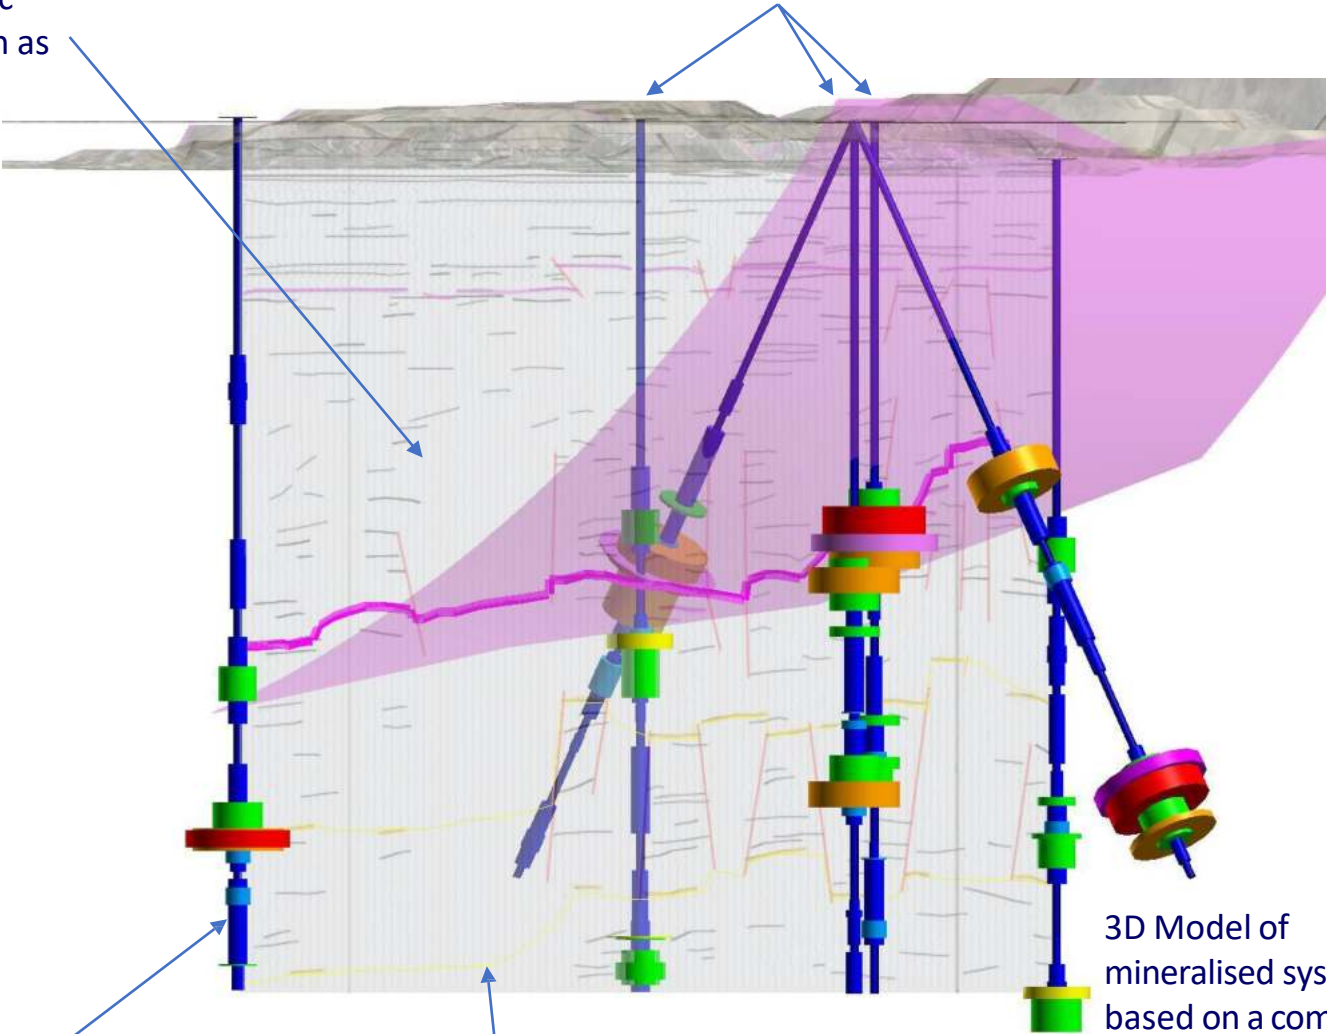 n as
3D Model of
mineralised sys
based on a com